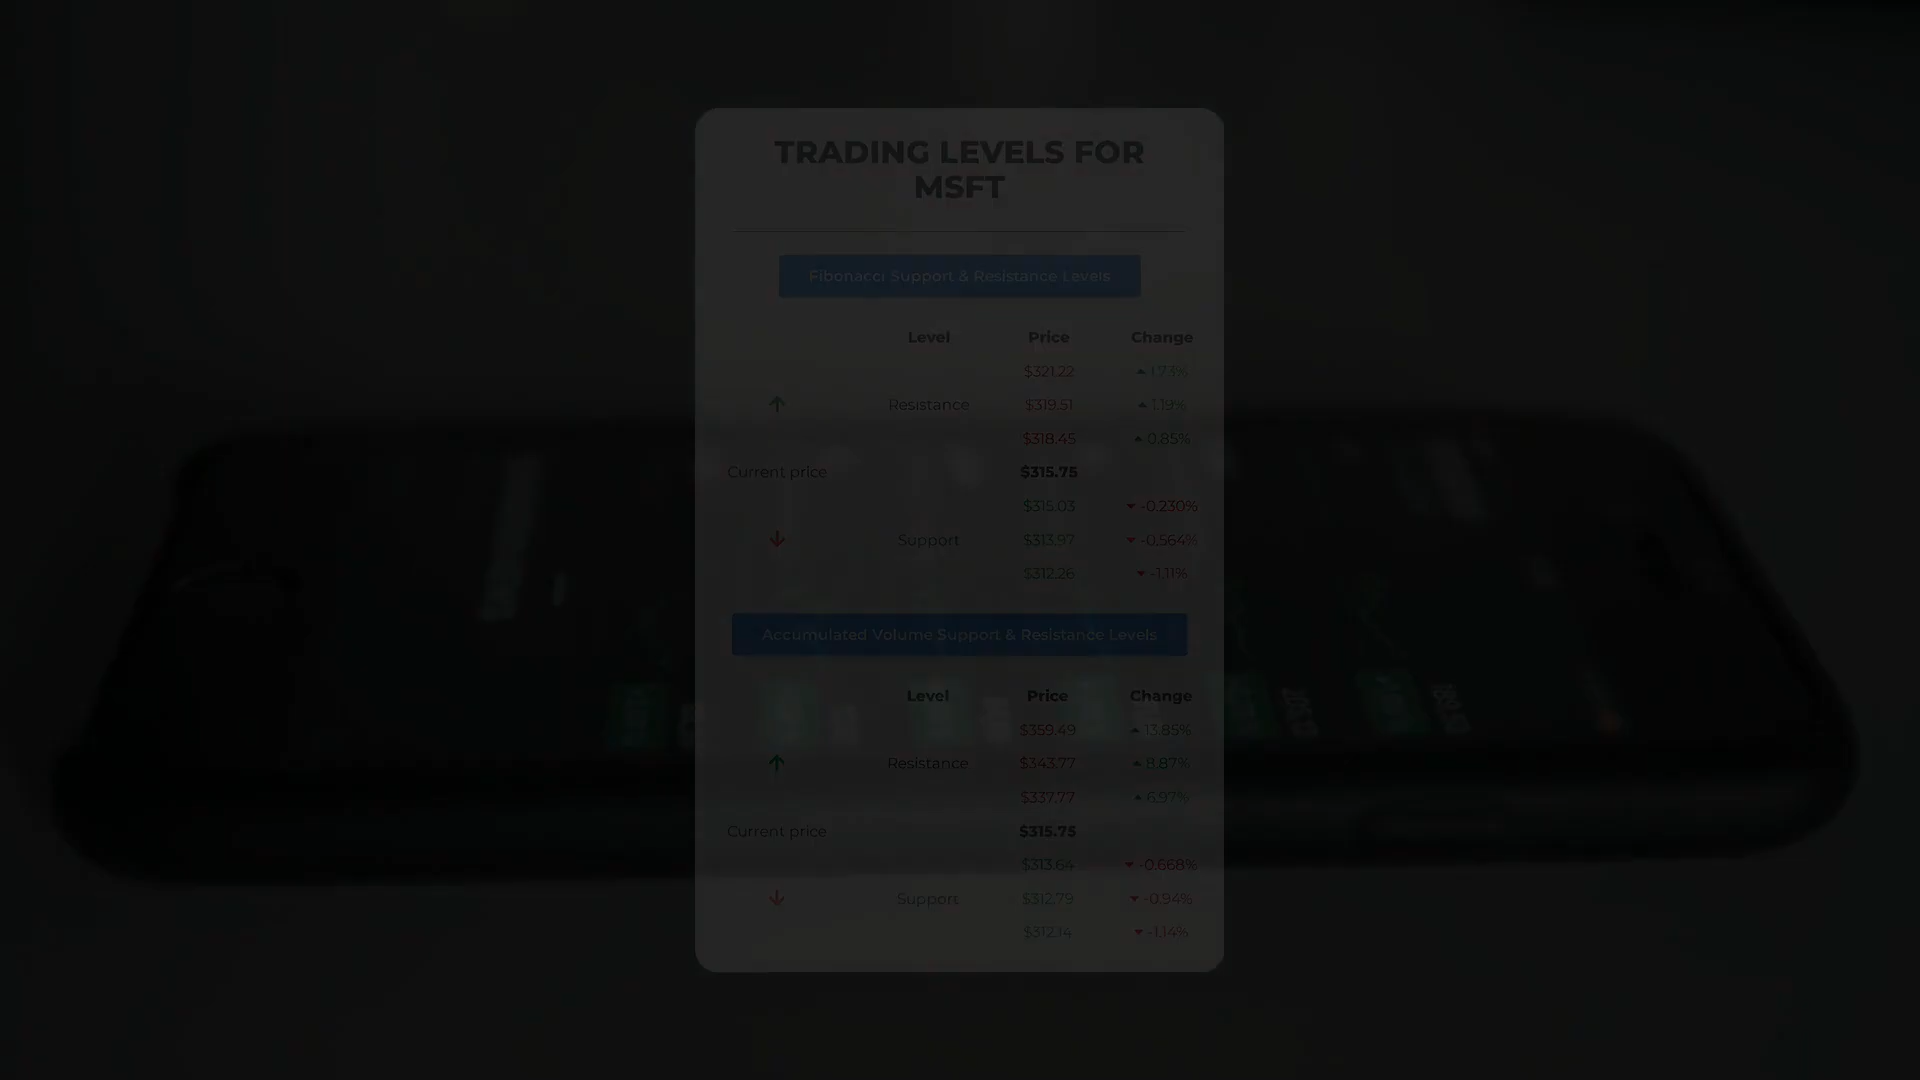 TRADING LEVELS FOR
MSFT
Fibonacci Support & Resistance Levels
Level Price Change
$321.22 ▲ 1.73%
Resistance $319.51 ▲ 1.19%
$318.45 ▲ 0.85%
Current price $315.75
$315.03 ▼ -0.230%
Support $313.97 ▼ -0.564%
$312.26 ▼ -1.11%
Accumulated Volume Support & Resistance Levels
Level Price Change
$359.49 ▲ 13.85%
Resistance $343.77 ▲ 8.87%
$337.77 ▲ 6.97%
Current price $315.75
$313.64 ▼ -0.668%
Support $312.79 ▼ -0.94%
$312.14 ▼ -1.14%